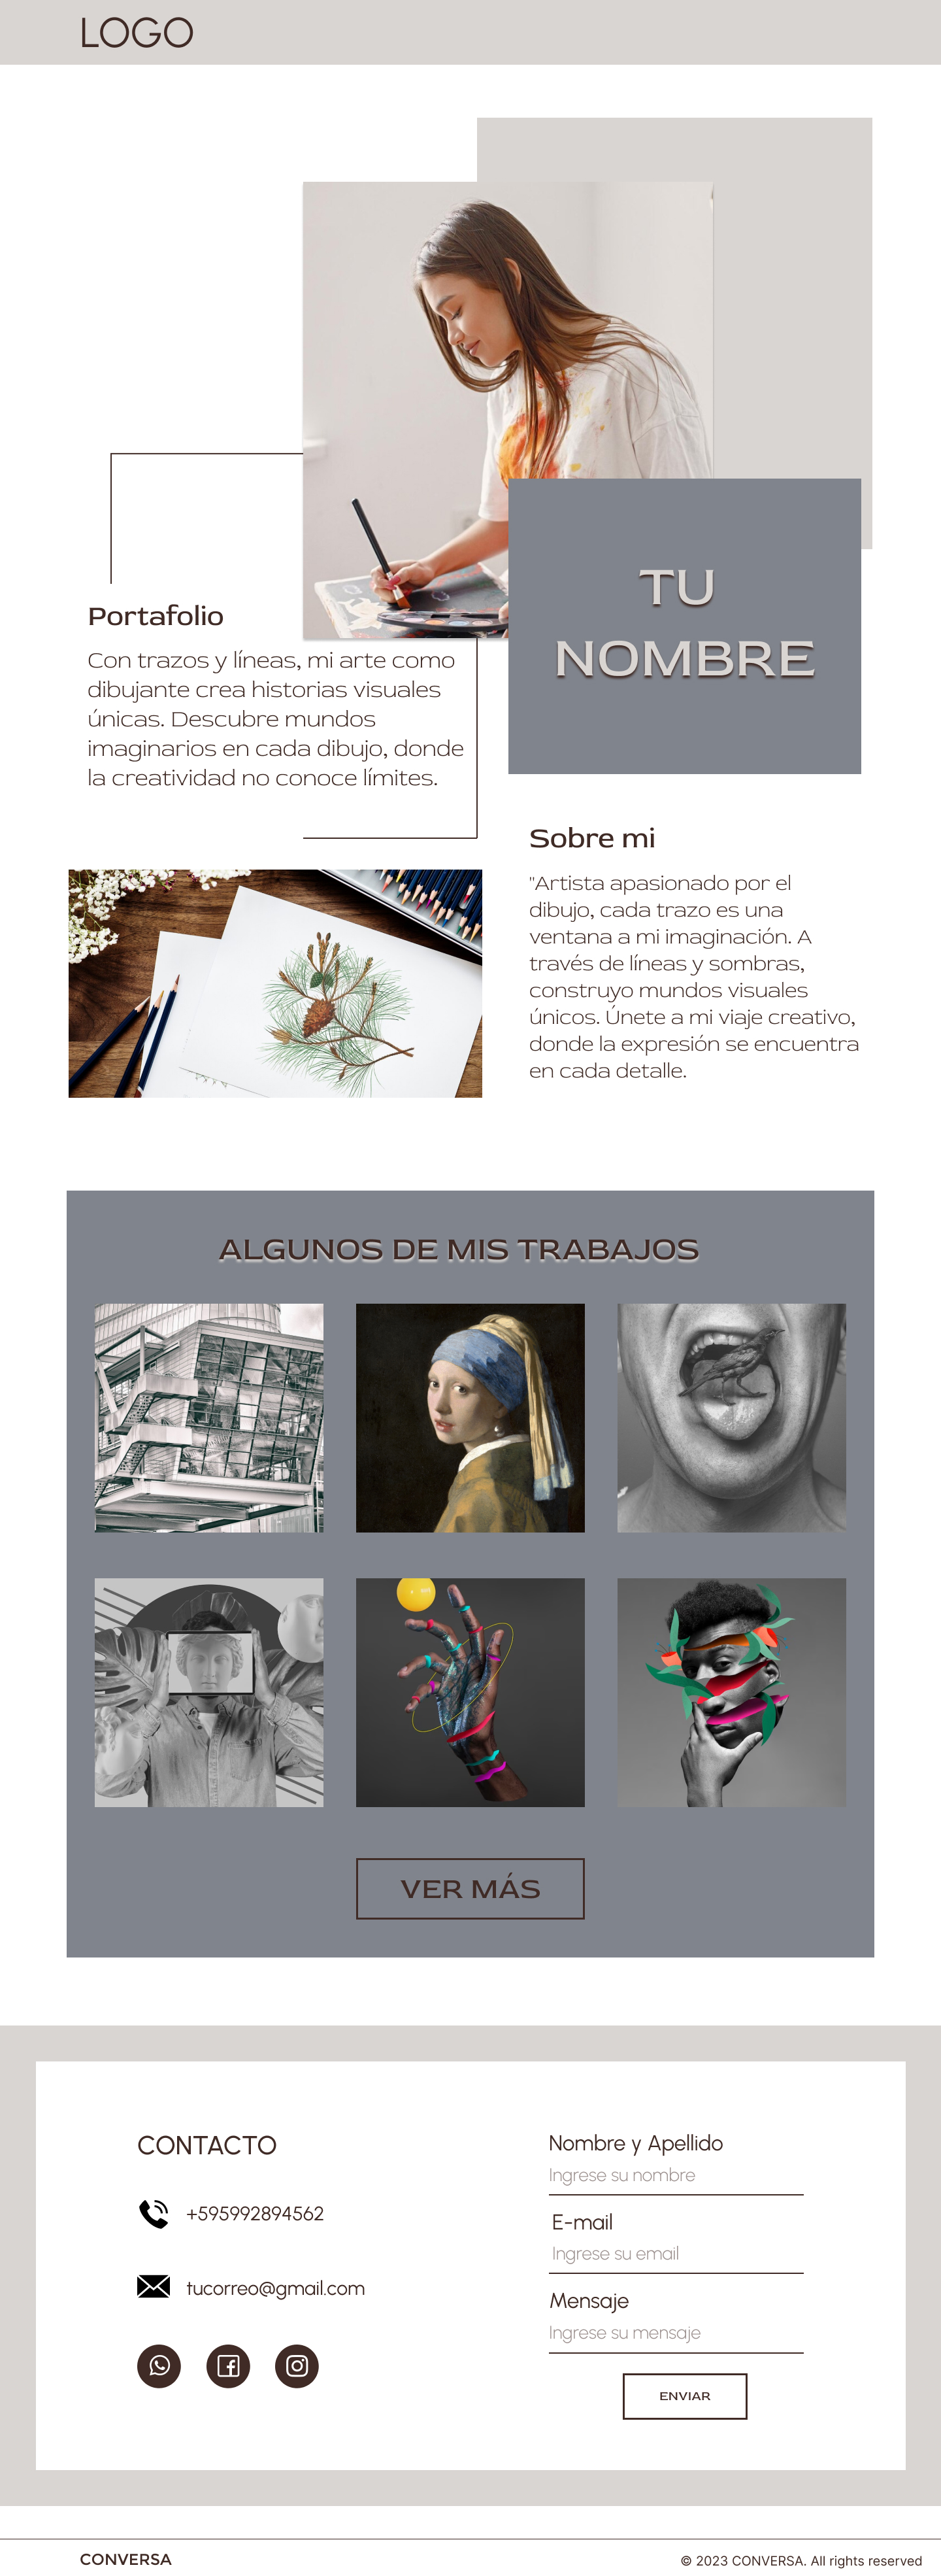 LOGO
TU
NOMBRE
Portafolio
Con trazos y líneas, mi arte como
dibujante crea historias visuales
únicas. Descubre mundos
imaginarios en cada dibujo, donde
la creatividad no conoce límites.
Sobre mi
"Artista apasionado por el
dibujo, cada trazo es una
ventana a mi imaginación. A
través de líneas y sombras,
construyo mundos visuales
únicos. Únete a mi viaje creativo,
donde la expresión se encuentra
en cada detalle.
ALGUNOS DE MIS TRABAJOS
VER MÁS
CONTACTO
+595992894562
tucorreo@gmail.com
Nombre y Apellido
Ingrese su nombre
E-mail
Ingrese su email
Mensaje
Ingrese su mensaje
ENVIAR
CONVERSA
© 2023 CONVERSA. All rights reserved